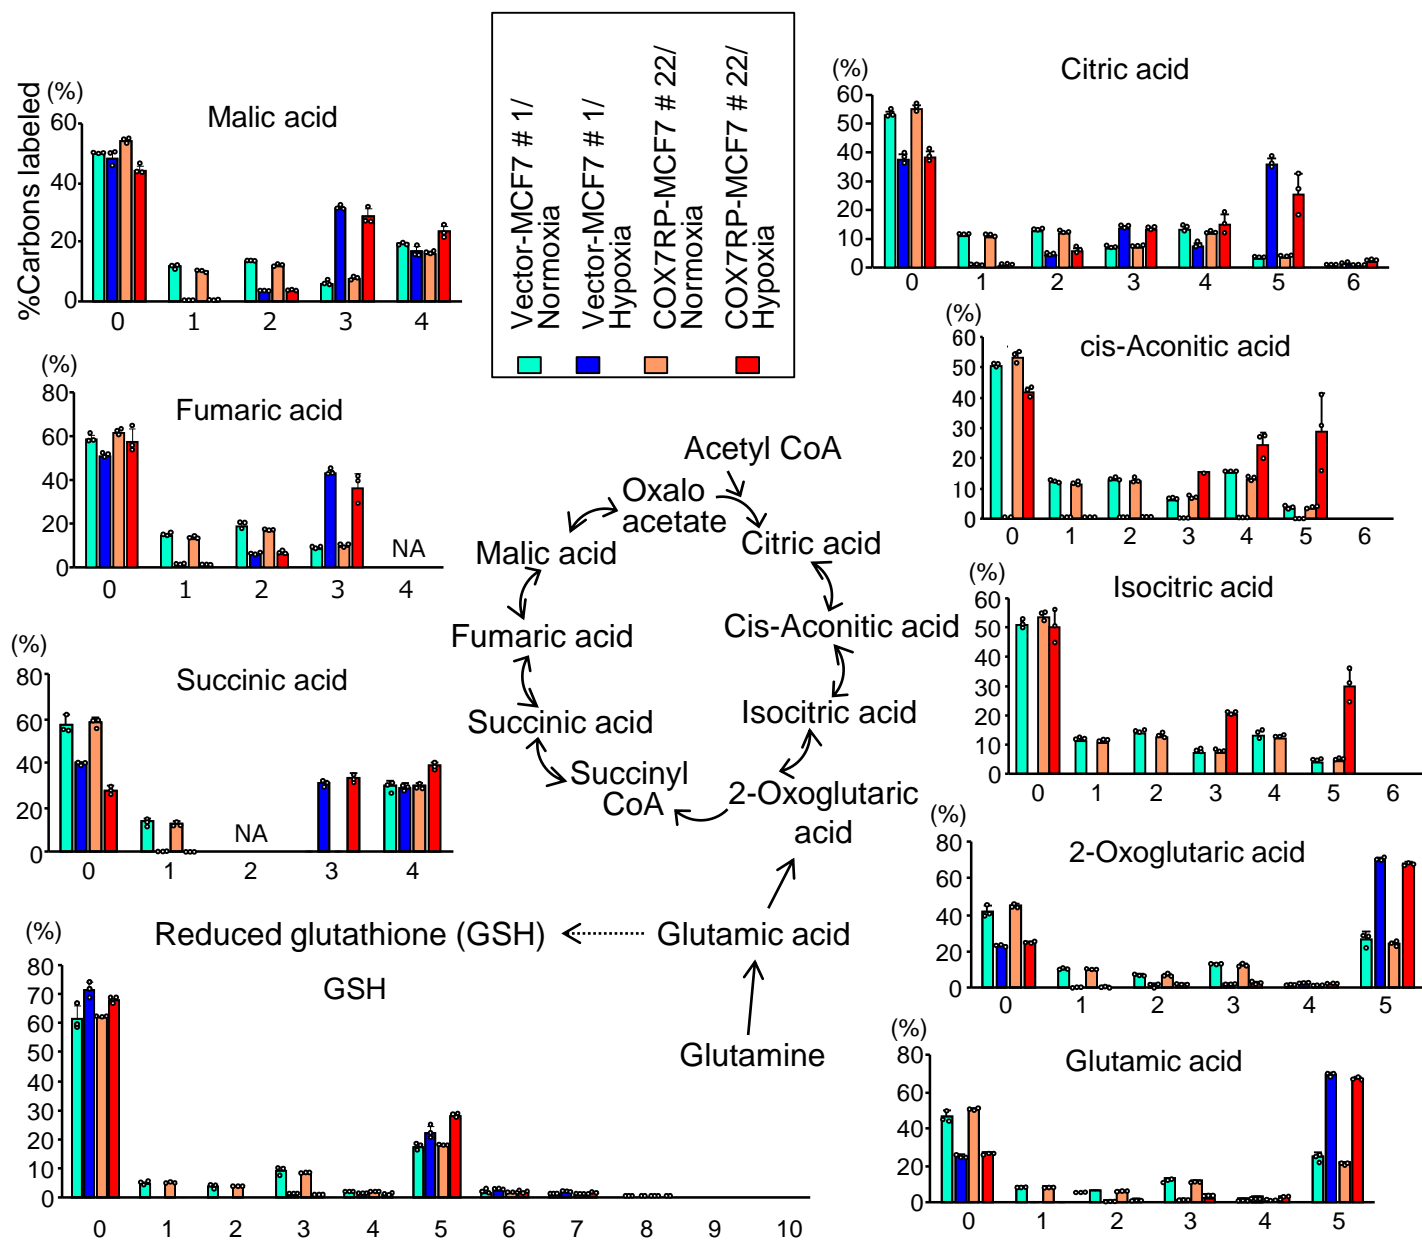 %Carbons labeled
(%)
Malic acid
60
40
20
0
0 1 2 3 4
Vector-MCF7 # 1/
Normoxia
Vector-MCF7 # 1/
Hypoxia
COX7RP-MCF7 # 22/
Normoxia
COX7RP-MCF7 # 22/
Hypoxia
(%)
Citric acid
60
50
40
30
20
10
0
0 1 2 3 4 5 6
(%)
Fumaric acid
80
60
40
20
0
NA
0 1 2 3 4
(%)
cis-Aconitic acid
60
50
40
30
20
10
0
0 1 2 3 4 5 6
Acetyl CoA
Oxalo
acetate
Malic acid
Citric acid
Fumaric acid
Cis-Aconitic acid
Succinic acid
Isocitric acid
Succinyl
CoA
2-Oxoglutaric
acid
Reduced glutathione (GSH)
Glutamic acid
Glutamine
(%)
Isocitric acid
60
50
40
30
20
10
0
0 1 2 3 4 5 6
Succinic acid
80
60
40
20
0
NA
0 1 2 3 4
(%)
2-Oxoglutaric acid
80
60
40
20
0
0 1 2 3 4 5
(%)
GSH
80
70
60
50
40
30
20
10
0
0 1 2 3 4 5 6 7 8 9 10
(%)
Glutamic acid
80
60
40
20
0
0 1 2 3 4 5